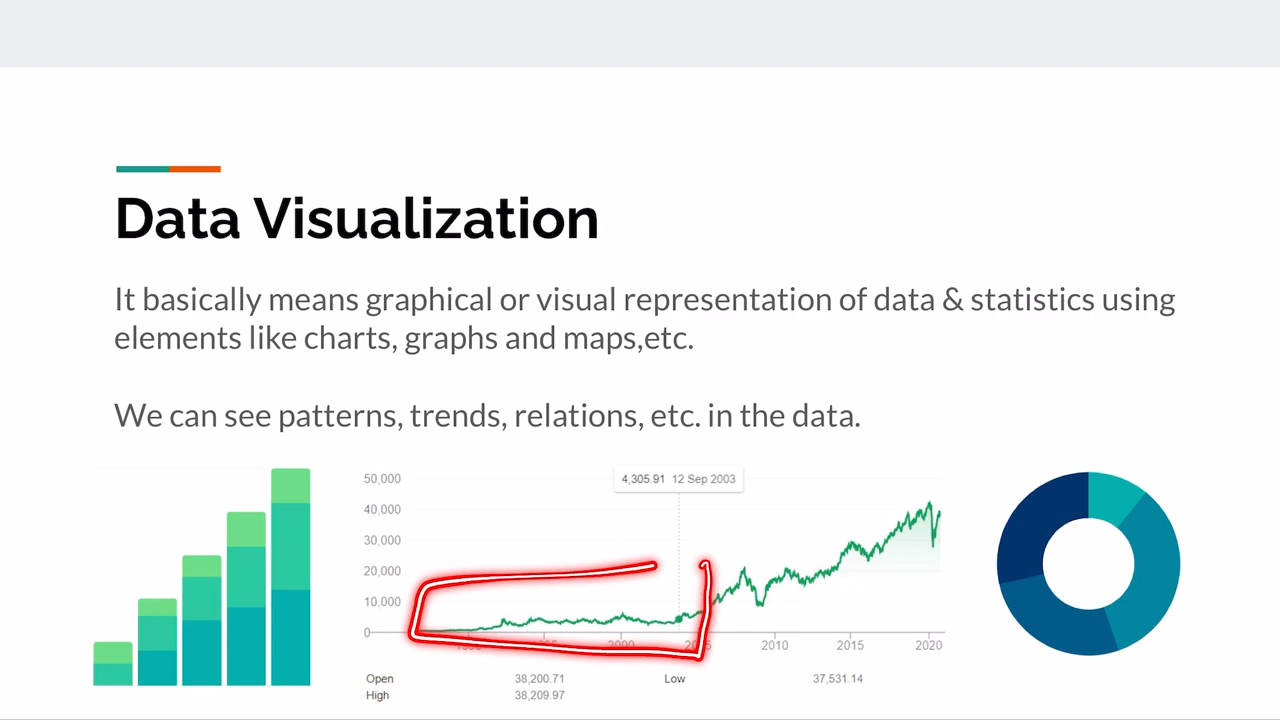 Data Visualization
It basically means graphical or visual representation of data & statistics using
elements like charts, graphs and maps,etc.
We can see patterns, trends, relations, etc. in the data.
50,000
4,305.91 12 Sep 2003
40,000
30,000
20,000
10,000
0
2000 2010 2015 2020
Open 38,200.71 Low 37,531.14
High 38,209.97